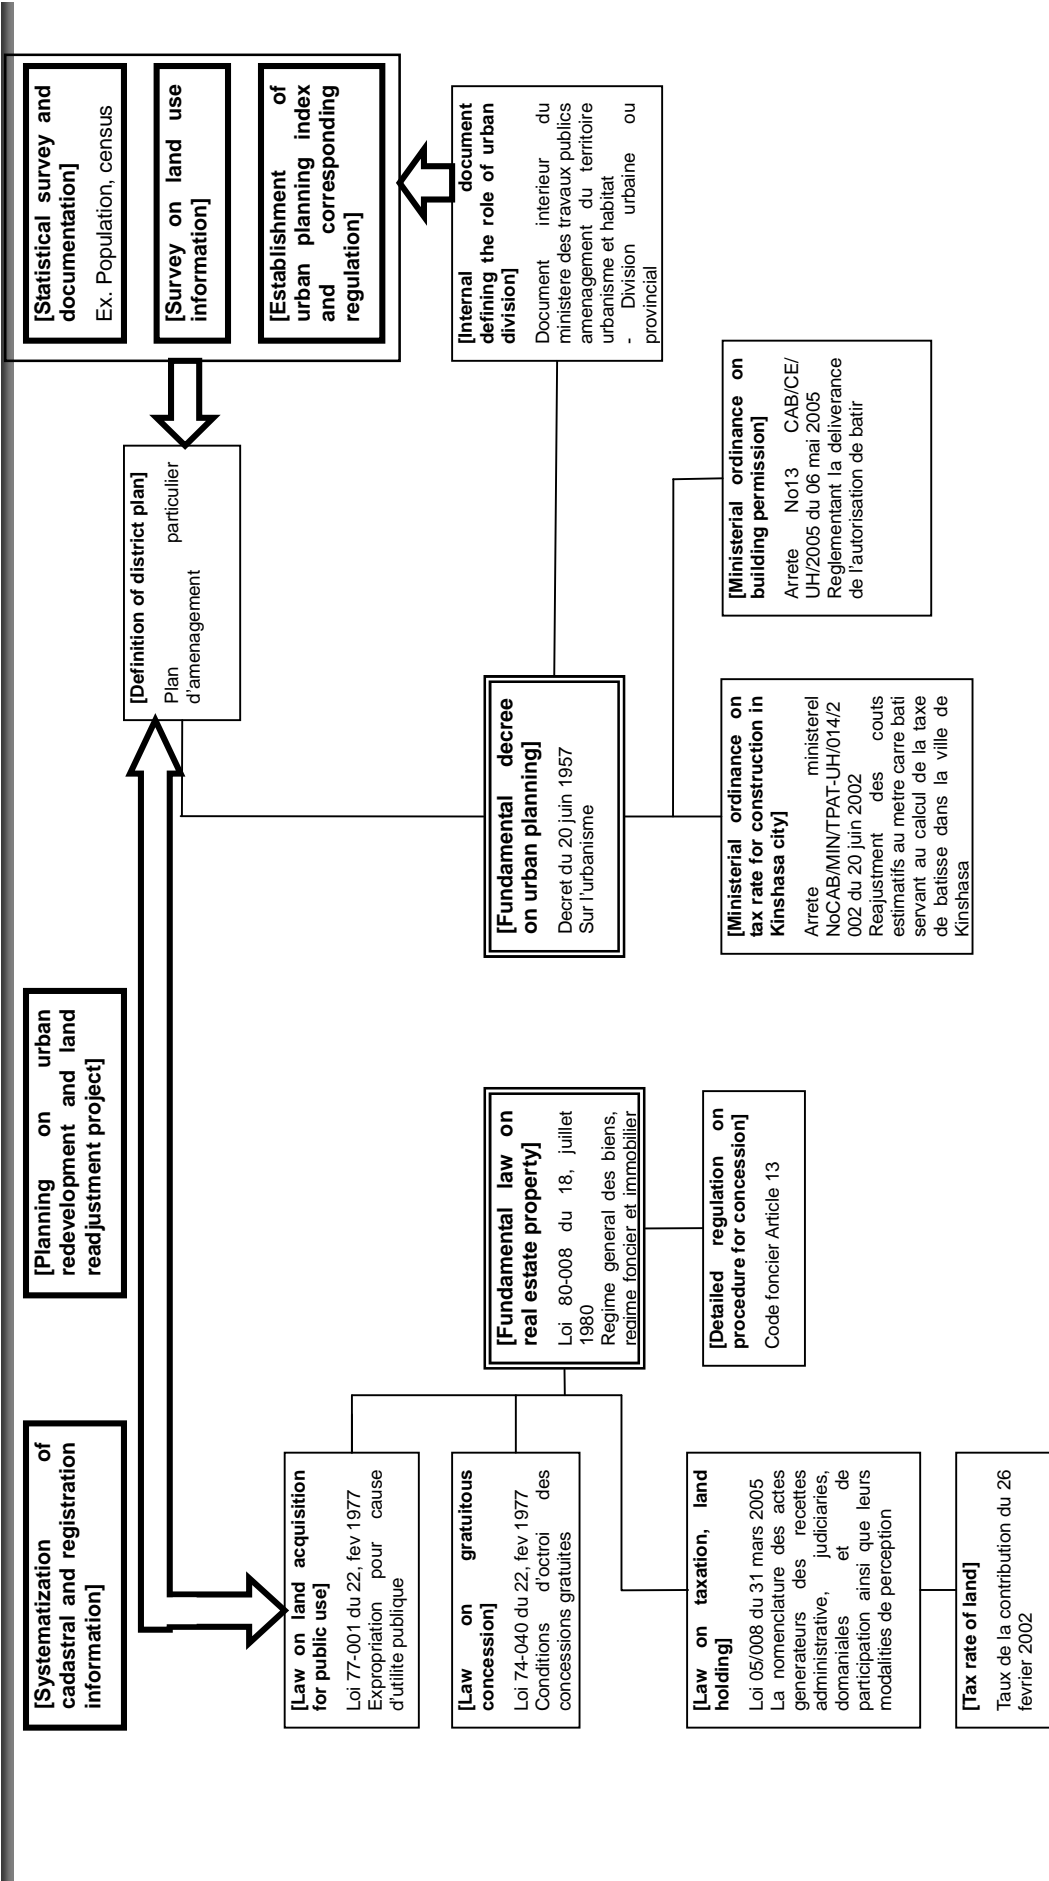 [Systematization of
cadastral and registration
information]
[Planning on urban
redevelopment and land
readjustment project]
[Statistical survey and
documentation]
Ex. Population, census
[Survey on land use
information]
[Establishment of
urban planning index
and corresponding
regulation]
[Definition of district plan]
Plan particulier
d'amenagement
[Law on land acquisition
for public use]
Loi 77-001 du 22, fev 1977
Expropriation pour cause
d'utilite publique
[Law on gratuitous
concession]
Loi 74-040 du 22, fev 1977
Conditions d'octroi des
concessions gratuites
[Law on taxation, land
holding]
Loi 05/008 du 31 mars 2005
La nomenclature des actes
generateurs des recettes
administrative, judiciaries,
domaniales et de
participation ainsi que leurs
modalities de perception
[Tax rate of land]
Taux de la contribution du 26
fevrier 2002
[Fundamental law on
real estate property]
Loi 80-008 du 18, juillet
1980
Regime general des biens,
regime foncier et immobilier
[Detailed regulation on
procedure for concession]
Code foncier Article 13
[Fundamental decree
on urban planning]
Decret du 20 juin 1957
Sur l'urbanisme
[Ministerial ordinance on
tax rate for construction in
Kinshasa city]
Arrete ministerel
NoCAB/MIN/TPAT-UH/014/2
002 du 20 juin 2002
Reajustment des couts
estimatifs au metre carre bati
servant au calcul de la taxe
de batisse dans la ville de
Kinshasa
[Ministerial ordinance on
building permission]
Arrete No13 CAB/CE/
UH/2005 du 06 mai 2005
Reglementant la deliverance
de l'autorisation de batir
[Internal document
defining the role of urban
division]
Document interieur du
ministere des travaux publics
amenagement du territoire
urbanisme et habitat
- Division urbaine ou
provincial